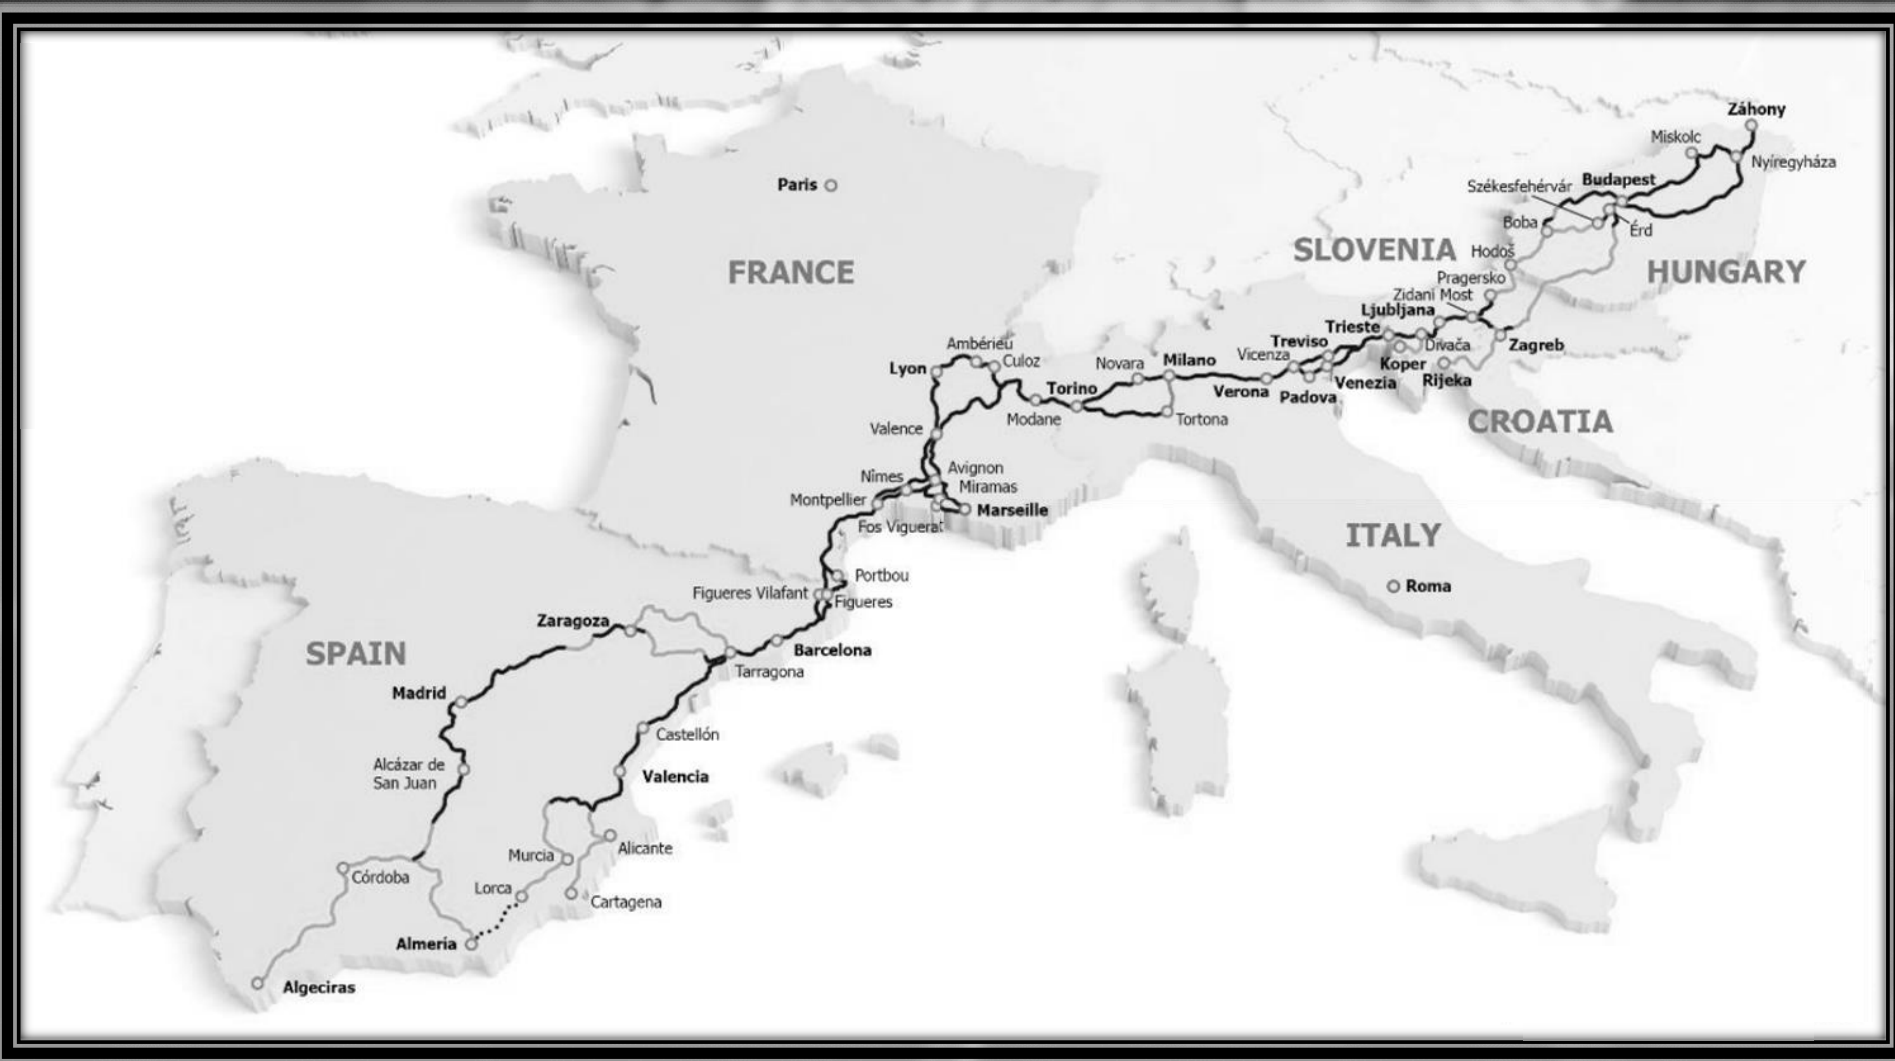 Záhony
Miskolc
Nyíregyháza
Budapest
Székesfehérvár
Paris
Boba
Érd
SLOVENIA
Hodoš
FRANCE
HUNGARY
Pragersko
Zidani Most
Ljubljana
Trieste
Treviso
Divača
Zagreb
Ambérieu
Culoz
Novara
Milano
Vicenza
Koper
Lyon
Torino
Verona
Padova
Venezia
Rijeka
Modane
Tortona
CROATIA
Valence
Avignon
Nîmes
Miramas
Montpellier
Marseille
Fos Viguerat
ITALY
Portbou
Roma
Figueres Vilafant
Figueres
Zaragoza
SPAIN
Barcelona
Tarragona
Madrid
Castellón
Alcázar de
San Juan
Valencia
Murcia
Alicante
Córdoba
Lorca
Cartagena
Almería
Algeciras